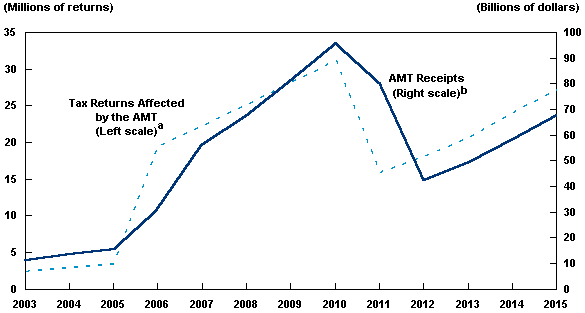 (Millions of returns) (Billions of dollars)
35 100
30 90
25 80
20 70
15 60
10 50
5 40
0 30
20
10
0
Tax Returns Affected
by the AMT
(Left scale)a
AMT Receipts
(Right scale)b
2003 2004 2005 2006 2007 2008 2009 2010 2011 2012 2013 2014 2015